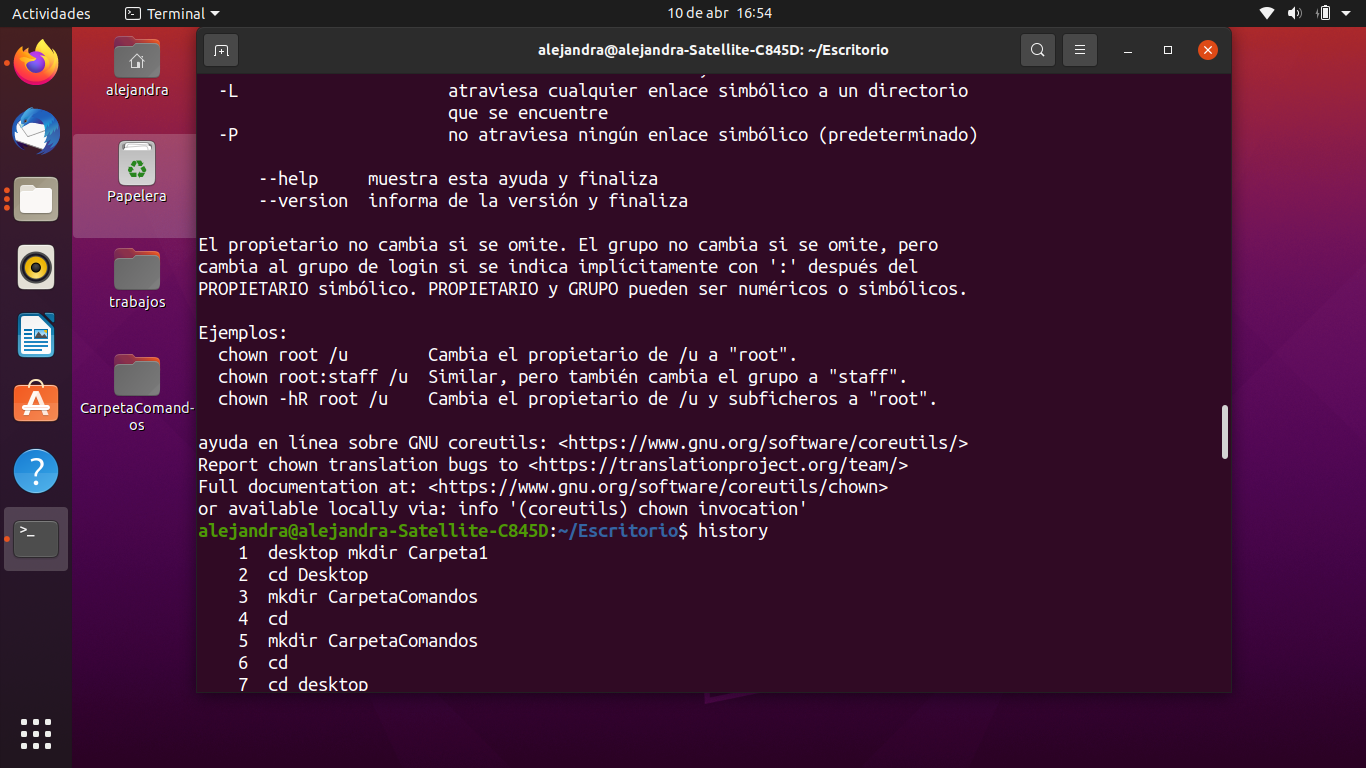 Actividades
Terminal
10 de abr 16:54
alejandra
Papelera
trabajos
CarpetaComand-
os
alejandra@alejandra-Satellite-C845D: ~/Escritorio
-L atraviesa cualquier enlace simbólico a un directorio
que se encuentre
-P no atraviesa ningún enlace simbólico (predeterminado)
--help muestra esta ayuda y finaliza
--version informa de la versión y finaliza
El propietario no cambia si se omite. El grupo no cambia si se omite, pero
cambia al grupo de login si se indica implícitamente con ':' después del
PROPIETARIO simbólico. PROPIETARIO y GRUPO pueden ser numéricos o simbólicos.
Ejemplos:
chown root /u Cambia el propietario de /u a "root".
chown root:staff /u Similar, pero también cambia el grupo a "staff".
chown -hR root /u Cambia el propietario de /u y subficheros a "root".
ayuda en línea sobre GNU coreutils: <https://www.gnu.org/software/coreutils/>
Report chown translation bugs to <https://translationproject.org/team/>
Full documentation at: <https://www.gnu.org/software/coreutils/chown>
or available locally via: info '(coreutils) chown invocation'
alejandra@alejandra-Satellite-C845D:~/Escritorio$ history
1 desktop mkdir Carpeta1
2 cd Desktop
3 mkdir CarpetaComandos
4 cd
5 mkdir CarpetaComandos
6 cd
7 cd desktop